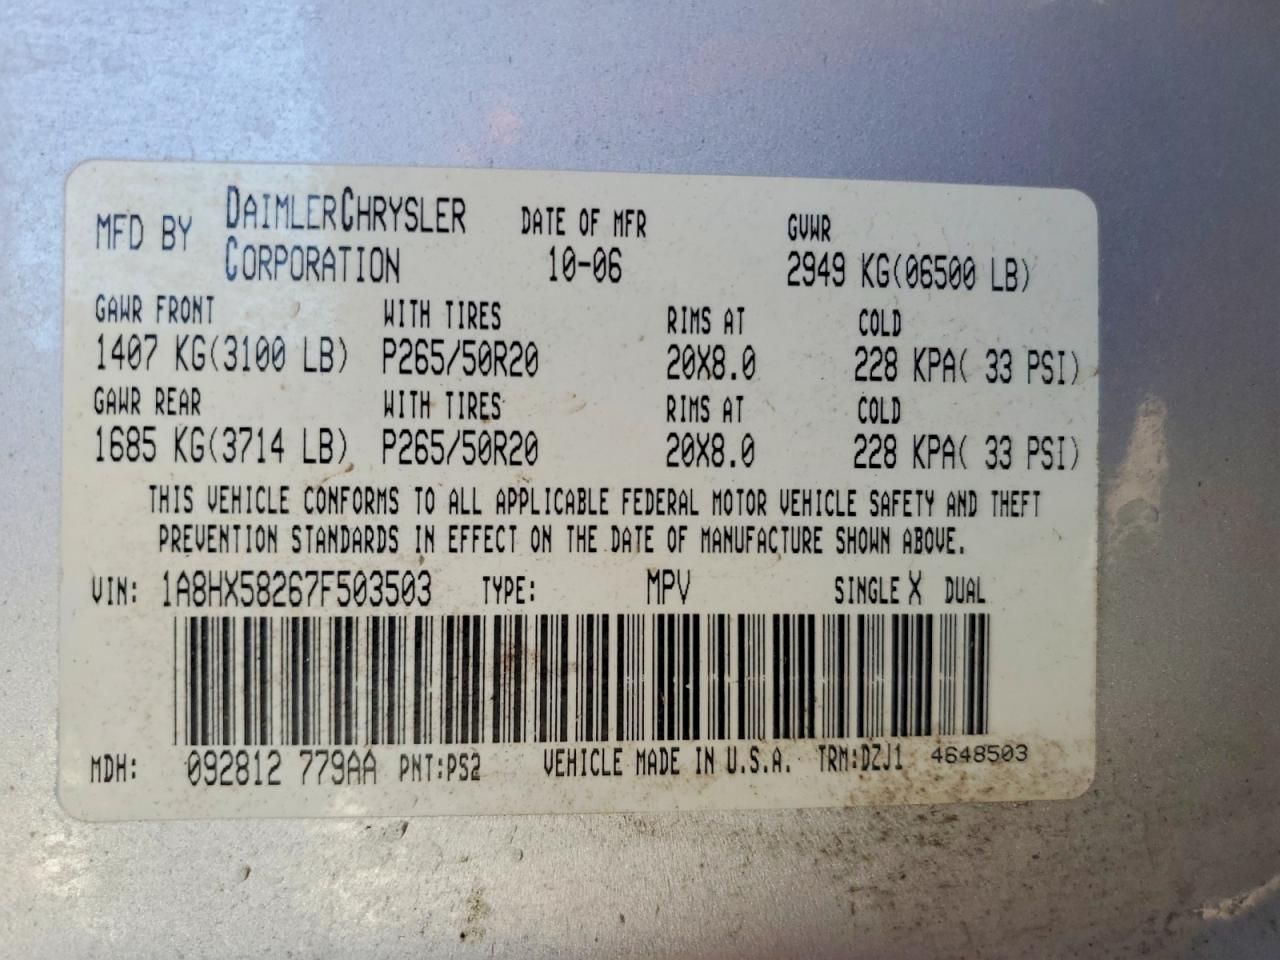 MFD BY DAIMLERCHRYSLER CORPORATION DATE OF MFR 10-06 GVWR 2949 KG(06500 LB)
GAWR FRONT WITH TIRES RIMS AT COLD
1407 KG(3100 LB) P265/50R20 20X8.0 228 KPA( 33 PSI)
GAWR REAR WITH TIRES RIMS AT COLD
1685 KG(3714 LB) P265/50R20 20X8.0 228 KPA( 33 PSI)
THIS VEHICLE CONFORMS TO ALL APPLICABLE FEDERAL MOTOR VEHICLE SAFETY AND THEFT
PREVENTION STANDARDS IN EFFECT ON THE DATE OF MANUFACTURE SHOWN ABOVE.
VIN: 1A8HX58267F503503 TYPE: MPV SINGLE X DUAL
MDH: 092812 779AA PNT:PS2 VEHICLE MADE IN U.S.A. TRM:DZJ1 4648503